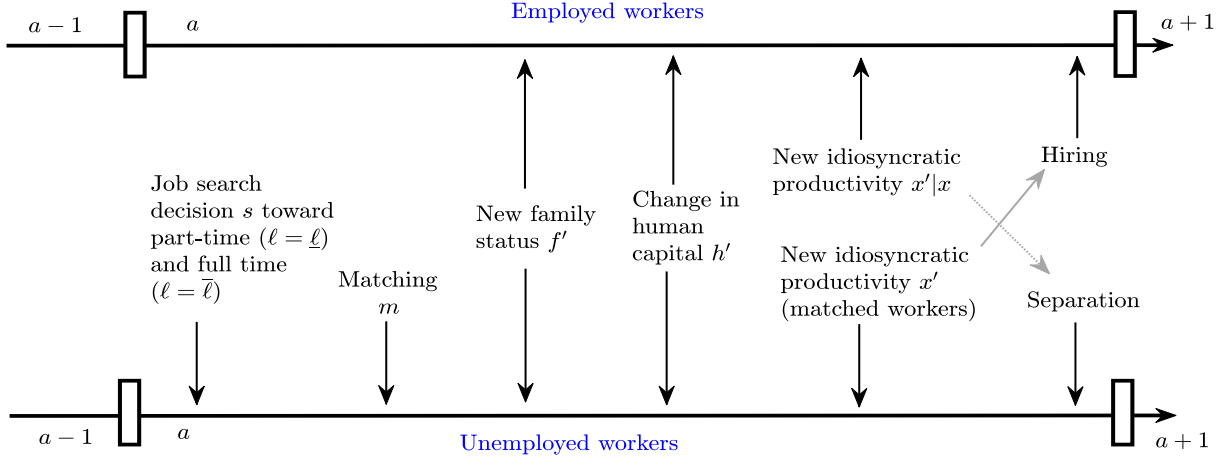 Employed workers
a − 1
a
a + 1
Job search
decision s toward
part-time (ℓ = ℓ̲)
and full time
(ℓ = ℓ̅)
Matching
m
New family
status f′
Change in
human
capital h′
New idiosyncratic
productivity x′|x
New idiosyncratic
productivity x′
(matched workers)
Hiring
Separation
a − 1
a
a + 1
Unemployed workers